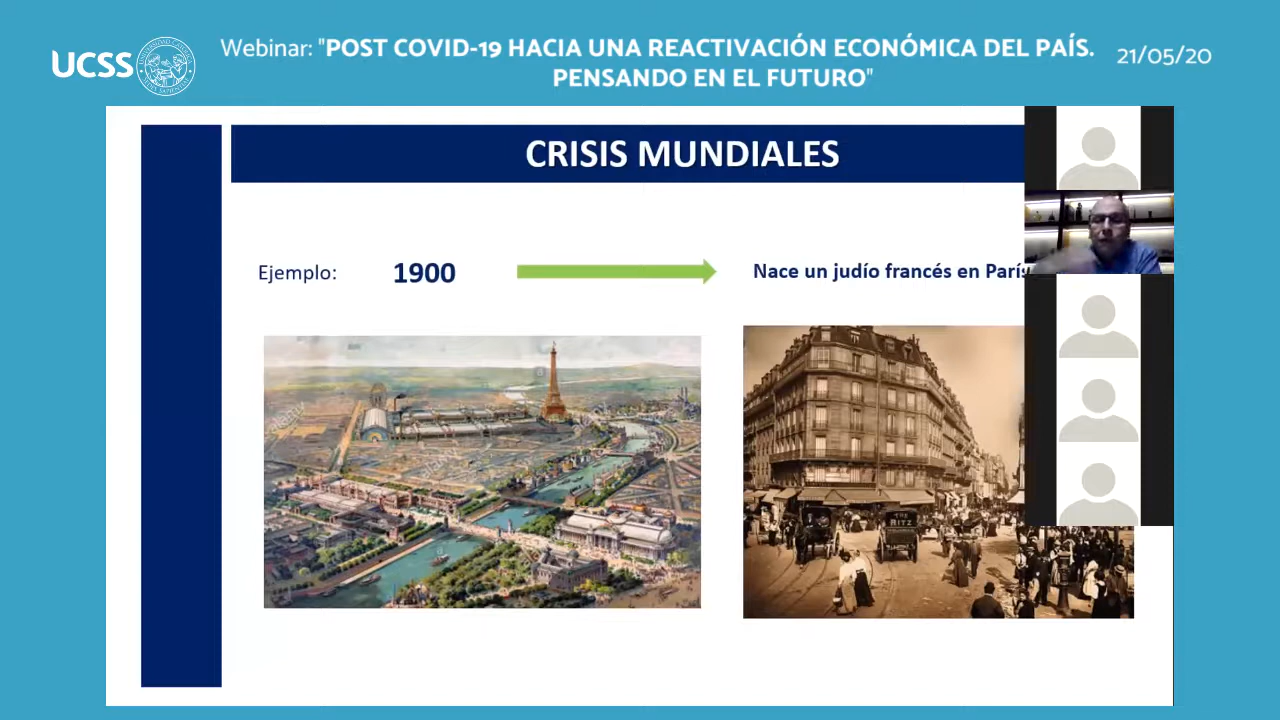 UCSS
Webinar: "POST COVID-19 HACIA UNA REACTIVACIÓN ECONÓMICA DEL PAÍS.
PENSANDO EN EL FUTURO"
21/05/20
CRISIS MUNDIALES
Ejemplo:
1900
Nace un judío francés en París
THE
RITZ